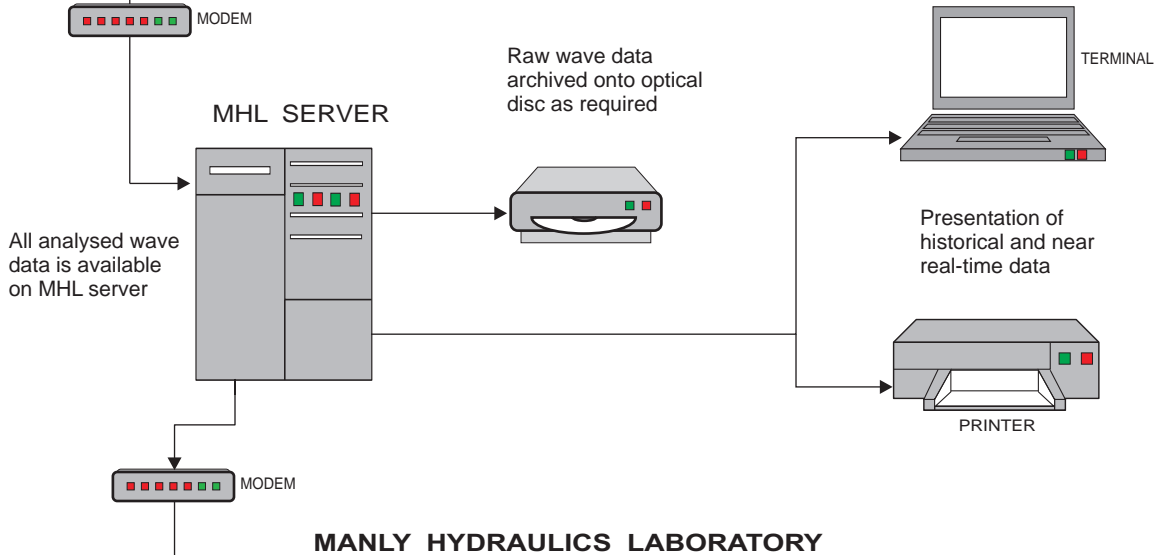 MODEM
Raw wave data
archived onto optical
disc as required
TERMINAL
MHL SERVER
All analysed wave
data is available
on MHL server
Presentation of
historical and near
real-time data
PRINTER
MODEM
MANLY HYDRAULICS LABORATORY